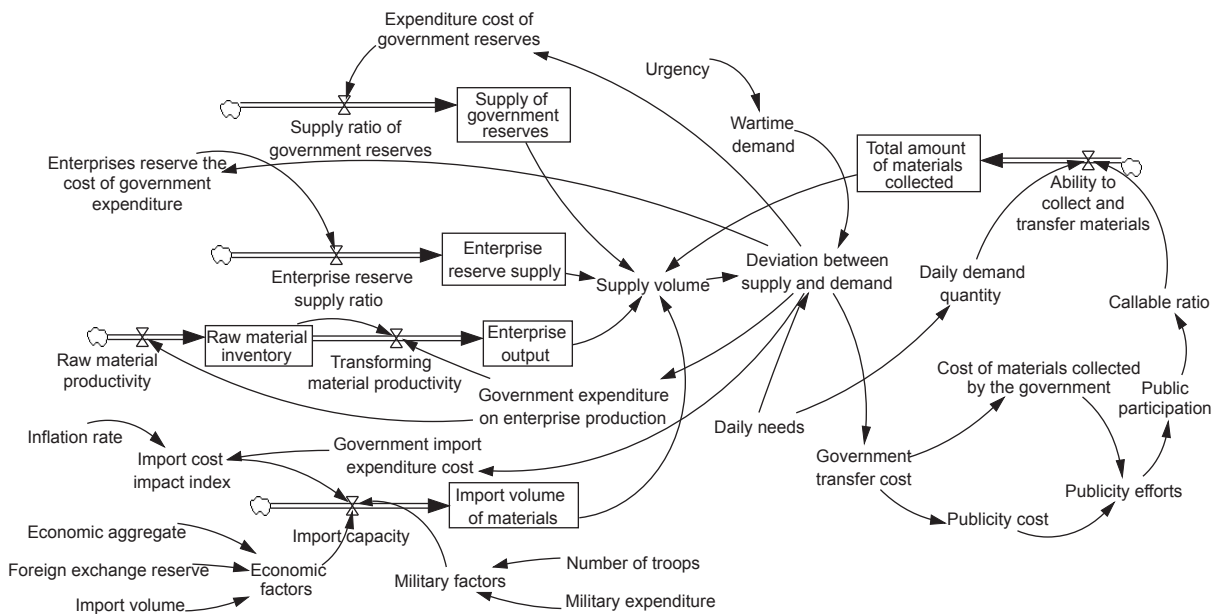 Expenditure cost of
government reserves
Urgency
Supply of
government
reserves
Supply ratio of
government reserves
Wartime
demand
Total amount
of materials
collected
Enterprises reserve the
cost of government
expenditure
Ability to
collect and
transfer materials
Enterprise
reserve supply
Enterprise reserve
supply ratio
Supply volume
Deviation between
supply and demand
Daily demand
quantity
Callable ratio
Raw material
inventory
Enterprise
output
Raw material
productivity
Transforming
material productivity
Government expenditure
on enterprise production
Cost of materials collected
by the government
Public
participation
Daily needs
Inflation rate
Import cost
impact index
Government import
expenditure cost
Government
transfer cost
Import volume
of materials
Publicity efforts
Publicity cost
Economic aggregate
Import capacity
Foreign exchange reserve
Economic
factors
Military factors
Number of troops
Import volume
Military expenditure